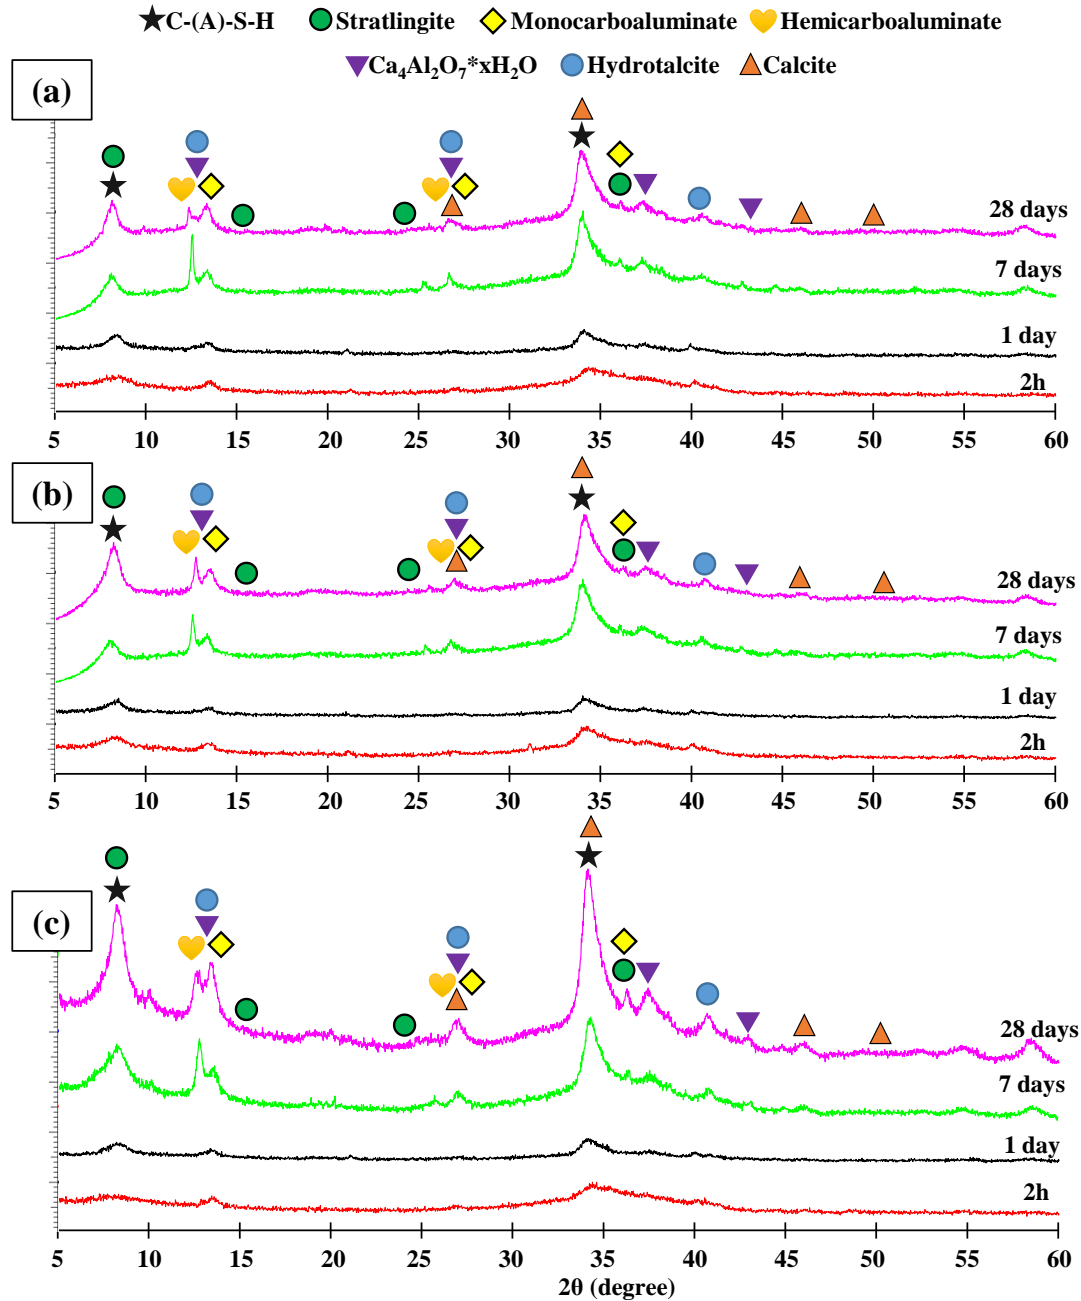 C-(A)-S-H Stratlingite Monocarboaluminate Hemicarboaluminate
Ca4Al2O7*xH2O Hydrotalcite Calcite
(a)
28 days
7 days
1 day
2h
5 10 15 20 25 30 35 40 45 50 55 60
(b)
28 days
7 days
1 day
2h
5 10 15 20 25 30 35 40 45 50 55 60
(c)
28 days
7 days
1 day
2h
5 10 15 20 25 30 35 40 45 50 55 60
2θ (degree)